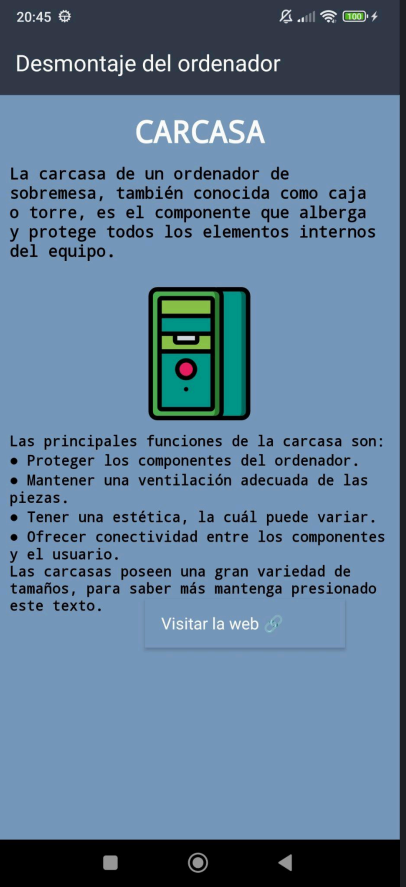 20:45
100
Desmontaje del ordenador
CARCASA
La carcasa de un ordenador de
sobremesa, también conocida como caja
o torre, es el componente que alberga
y protege todos los elementos internos
del equipo.
Las principales funciones de la carcasa son:
● Proteger los componentes del ordenador.
● Mantener una ventilación adecuada de las
piezas.
● Tener una estética, la cuál puede variar.
● Ofrecer conectividad entre los componentes
y el usuario.
Las carcasas poseen una gran variedad de
tamaños, para saber más mantenga presionado
este texto.
Visitar la web 🔗